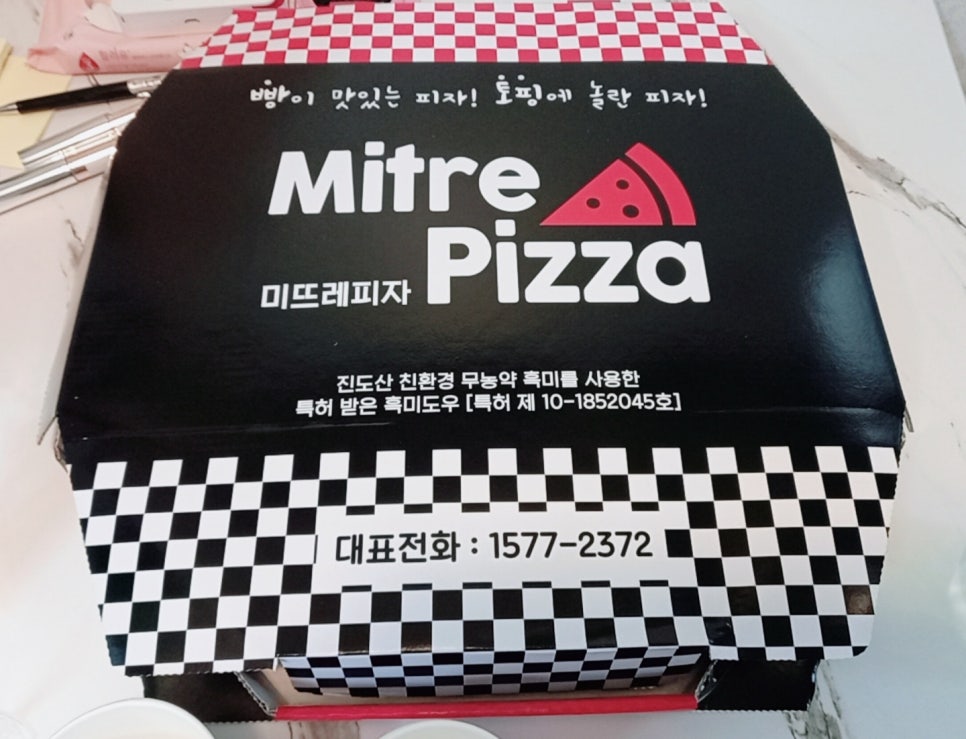 빵이 맛있는 피자! 토핑에 놀란 피자!
Mitre
Pizza
미뜨레피자
진도산 친환경 무농약 흑미를 사용한
특허 받은 흑미도우 [특허 제 10-1852045호]
대표전화 : 1577-2372